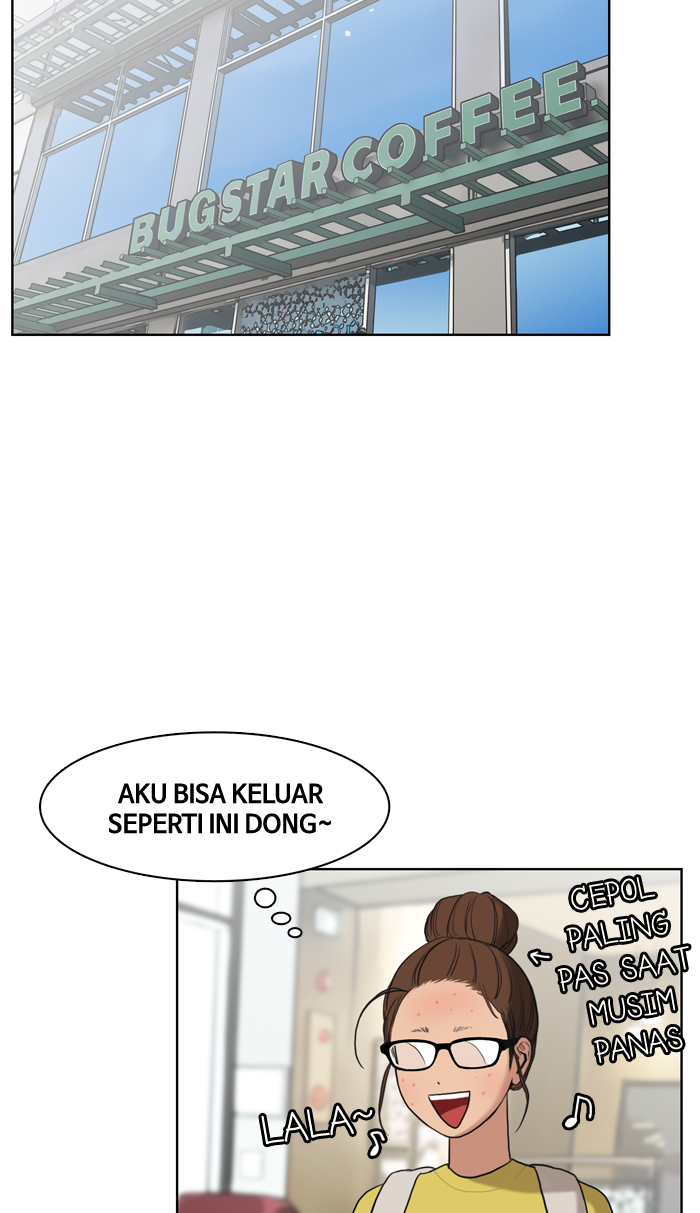 BUGSTAR COFFEE
AKU BISA KELUAR
SEPERTI INI DONG~
CEPOL
PALING
PAS SAAT
MUSIM
PANAS
LALA~